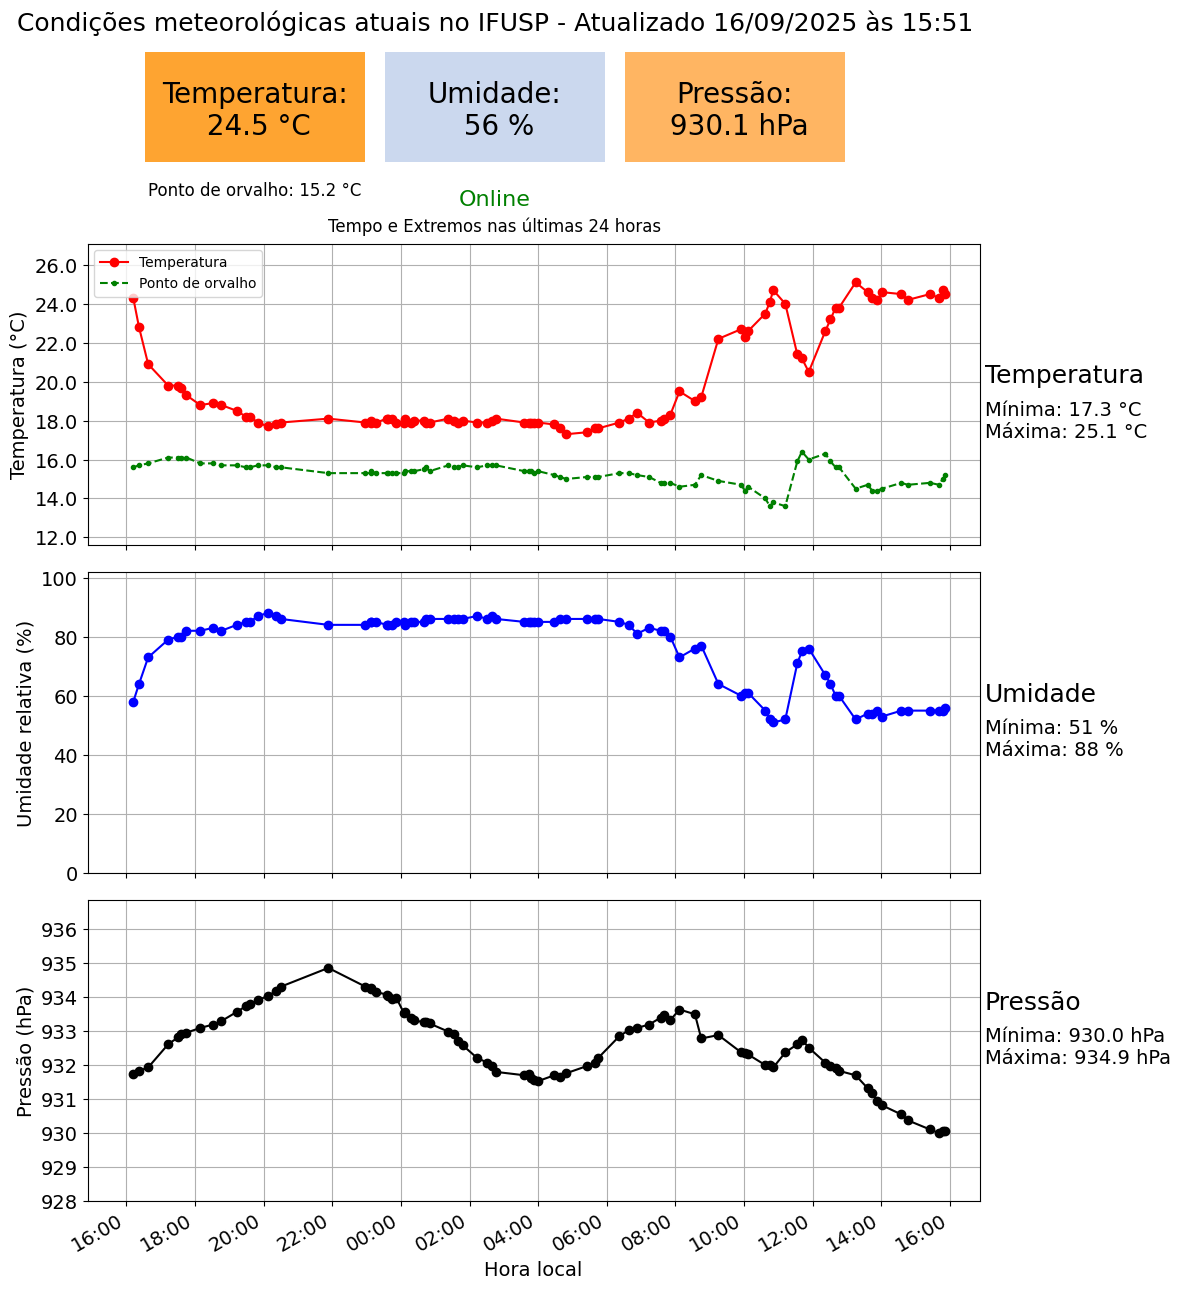 Condições meteorológicas atuais no IFUSP - Atualizado 16/09/2025 às 15:51
Temperatura:
24.5 °C
Umidade:
56 %
Pressão:
930.1 hPa
Ponto de orvalho: 15.2 °C
Online
Tempo e Extremos nas últimas 24 horas
Temperatura
Ponto de orvalho
Temperatura (°C)
26.0
24.0
22.0
20.0
18.0
16.0
14.0
12.0
Temperatura
Mínima: 17.3 °C
Máxima: 25.1 °C
Umidade relativa (%)
100
80
60
40
20
0
Umidade
Mínima: 51 %
Máxima: 88 %
Pressão (hPa)
936
935
934
933
932
931
930
929
928
Pressão
Mínima: 930.0 hPa
Máxima: 934.9 hPa
16:00
18:00
20:00
22:00
00:00
02:00
04:00
06:00
08:00
10:00
12:00
14:00
16:00
Hora local